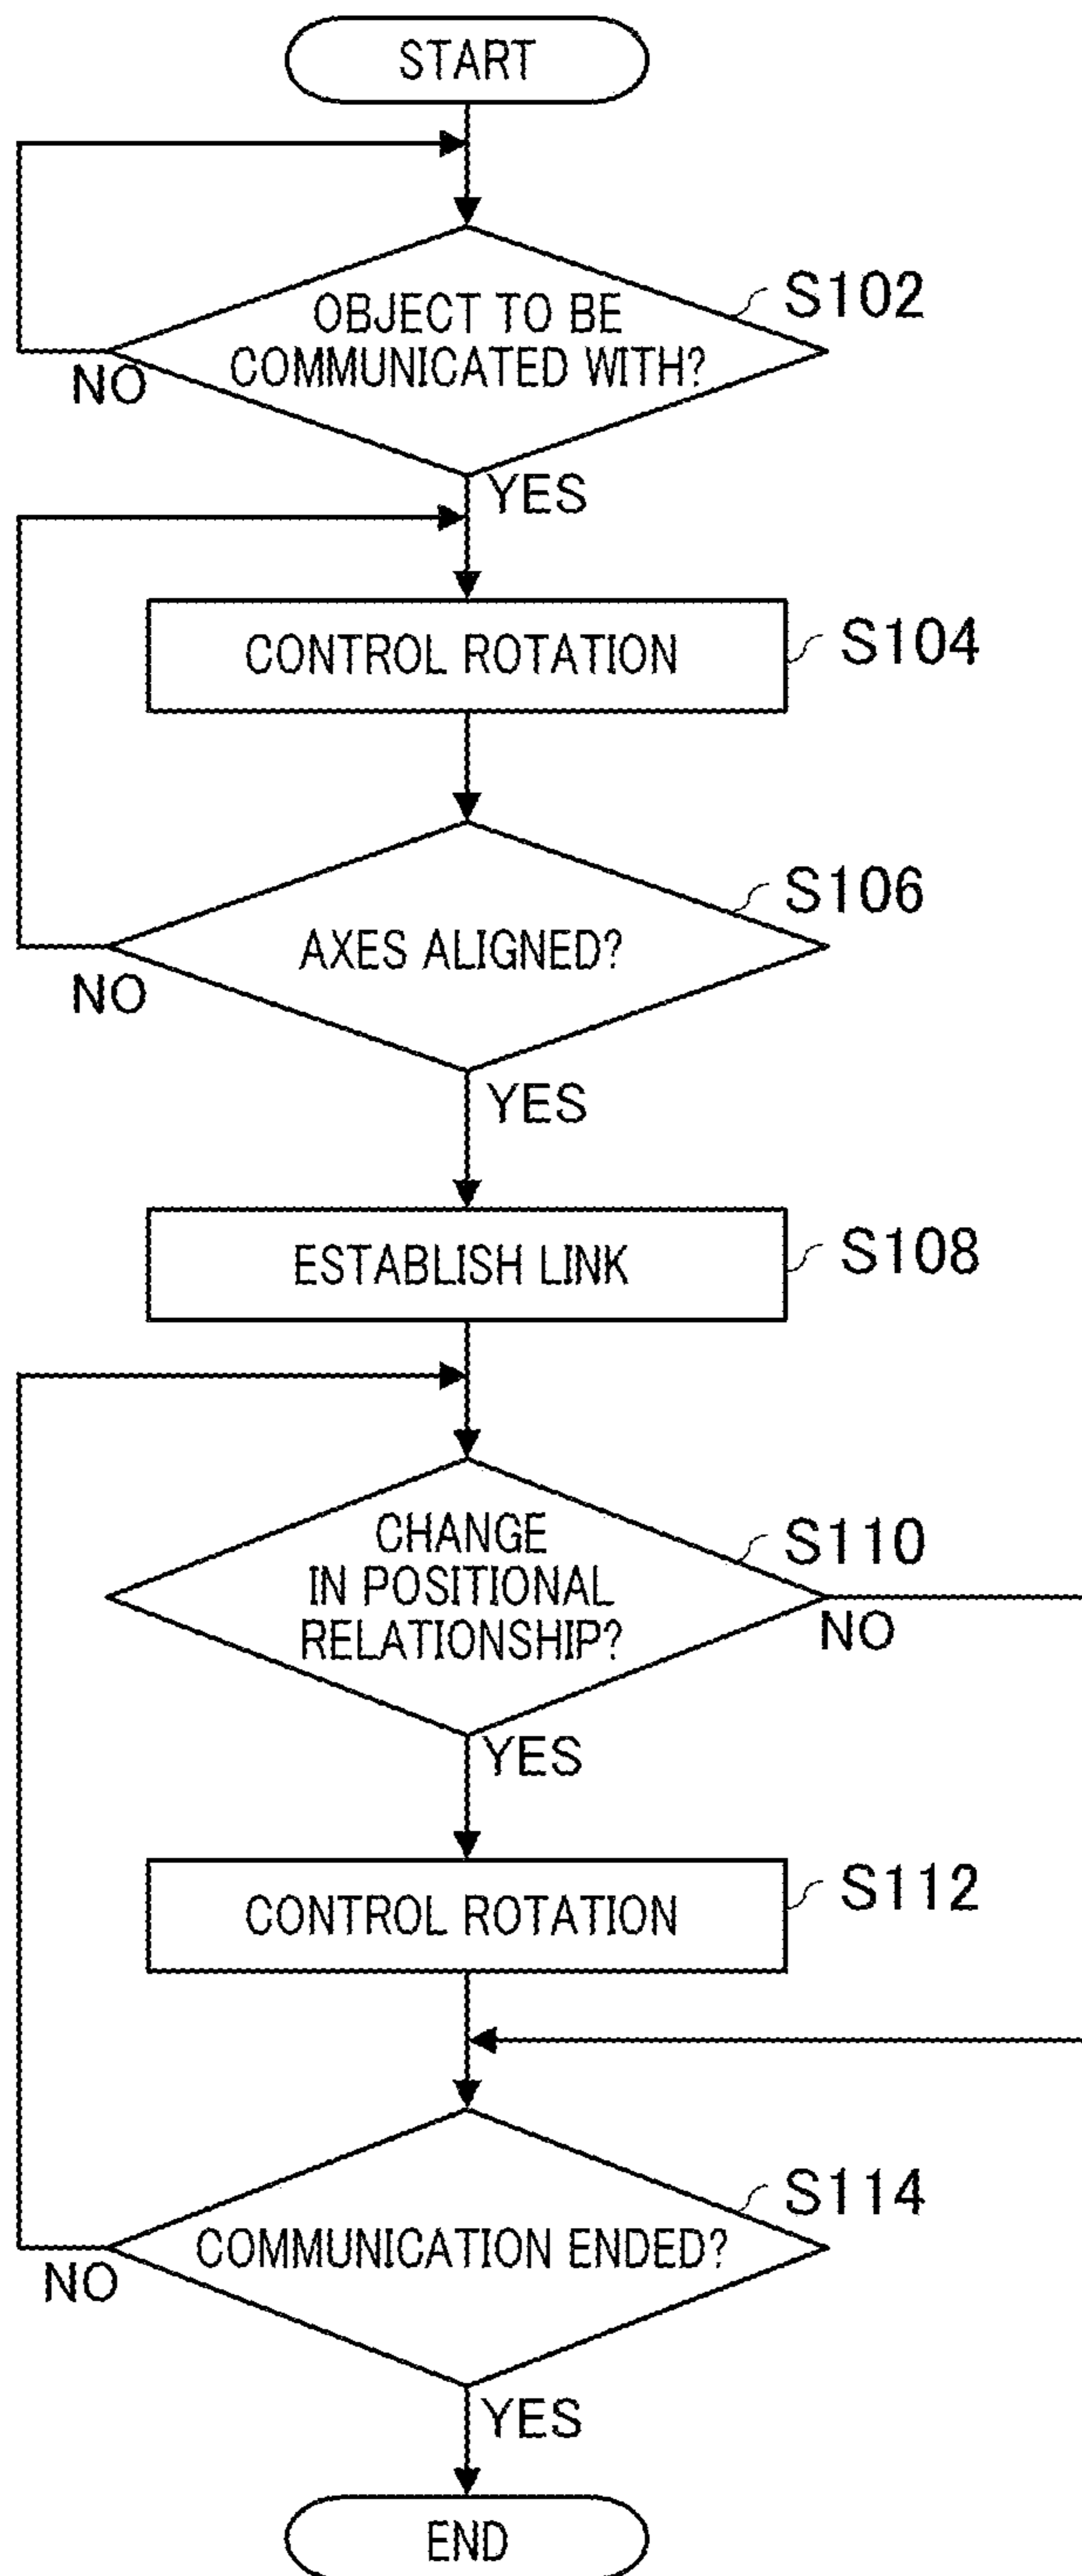 START
OBJECT TO BE
COMMUNICATED WITH?
S102
NO
YES
CONTROL ROTATION
S104
AXES ALIGNED?
S106
NO
YES
ESTABLISH LINK
S108
CHANGE
IN POSITIONAL
RELATIONSHIP?
S110
NO
YES
CONTROL ROTATION
S112
COMMUNICATION ENDED?
S114
NO
YES
END